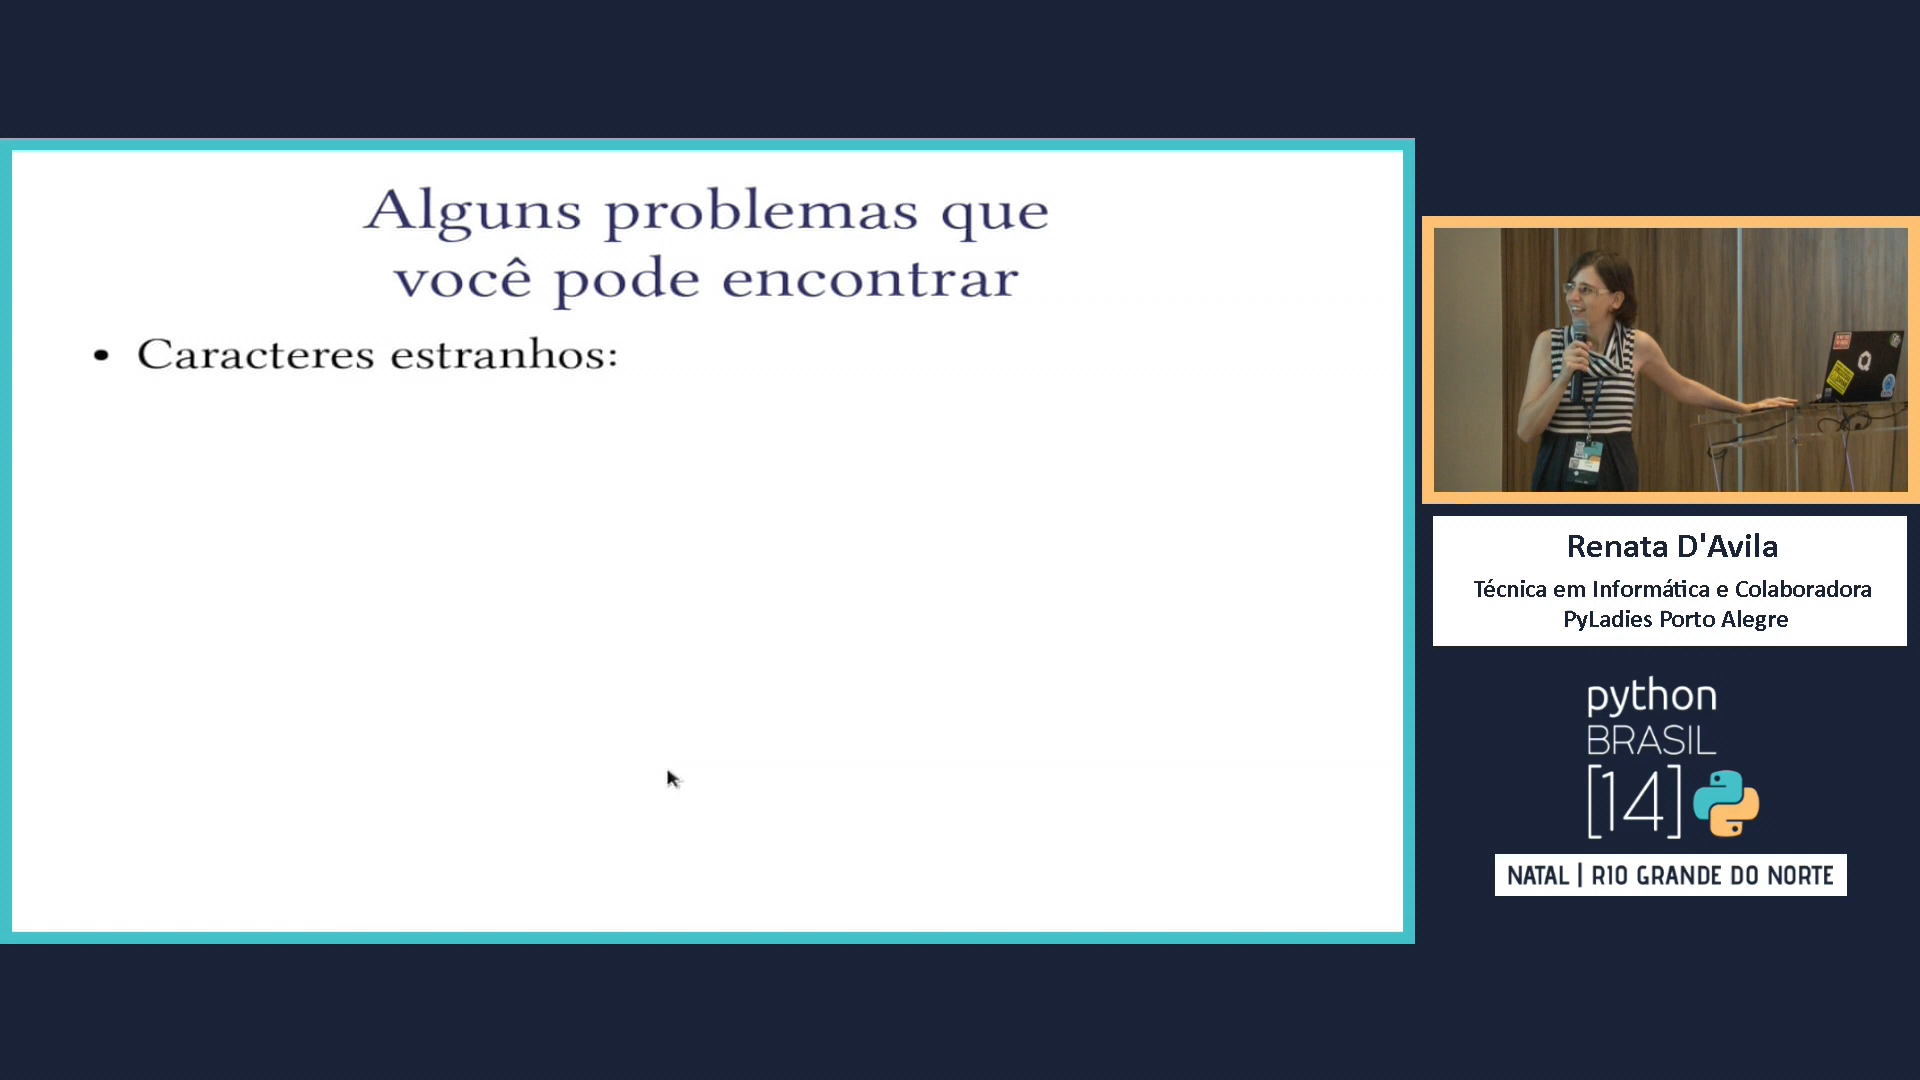 Alguns problemas que
você pode encontrar
• Caracteres estranhos:
Renata D'Avila
Técnica em Informática e Colaboradora
PyLadies Porto Alegre
python
BRASIL
[14]
NATAL | RIO GRANDE DO NORTE